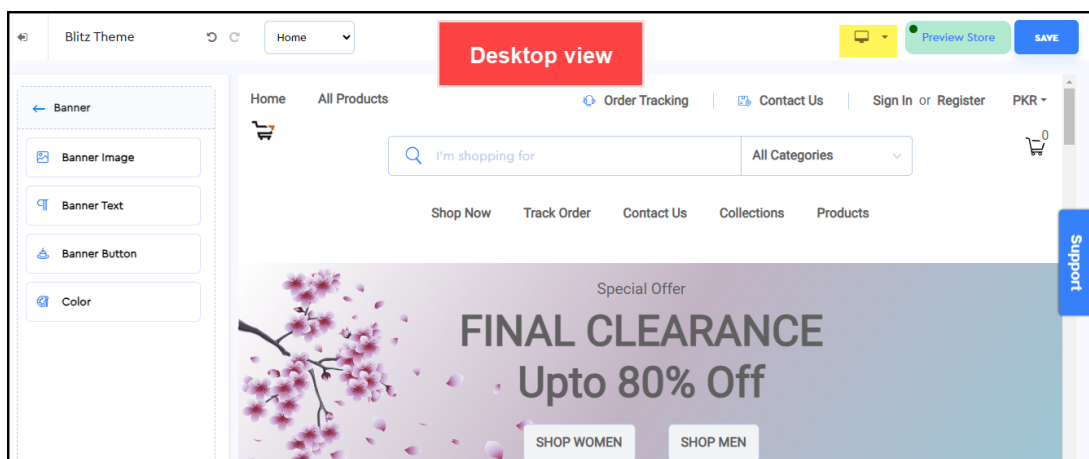 Blitz Theme
Home
Desktop view
Preview Store
SAVE
Banner
Banner Image
Banner Text
Banner Button
Color
Home All Products Order Tracking Contact Us Sign In or Register PKR
I'm shopping for All Categories 0
Shop Now Track Order Contact Us Collections Products
Support
Special Offer
FINAL CLEARANCE
Upto 80% Off
SHOP WOMEN SHOP MEN